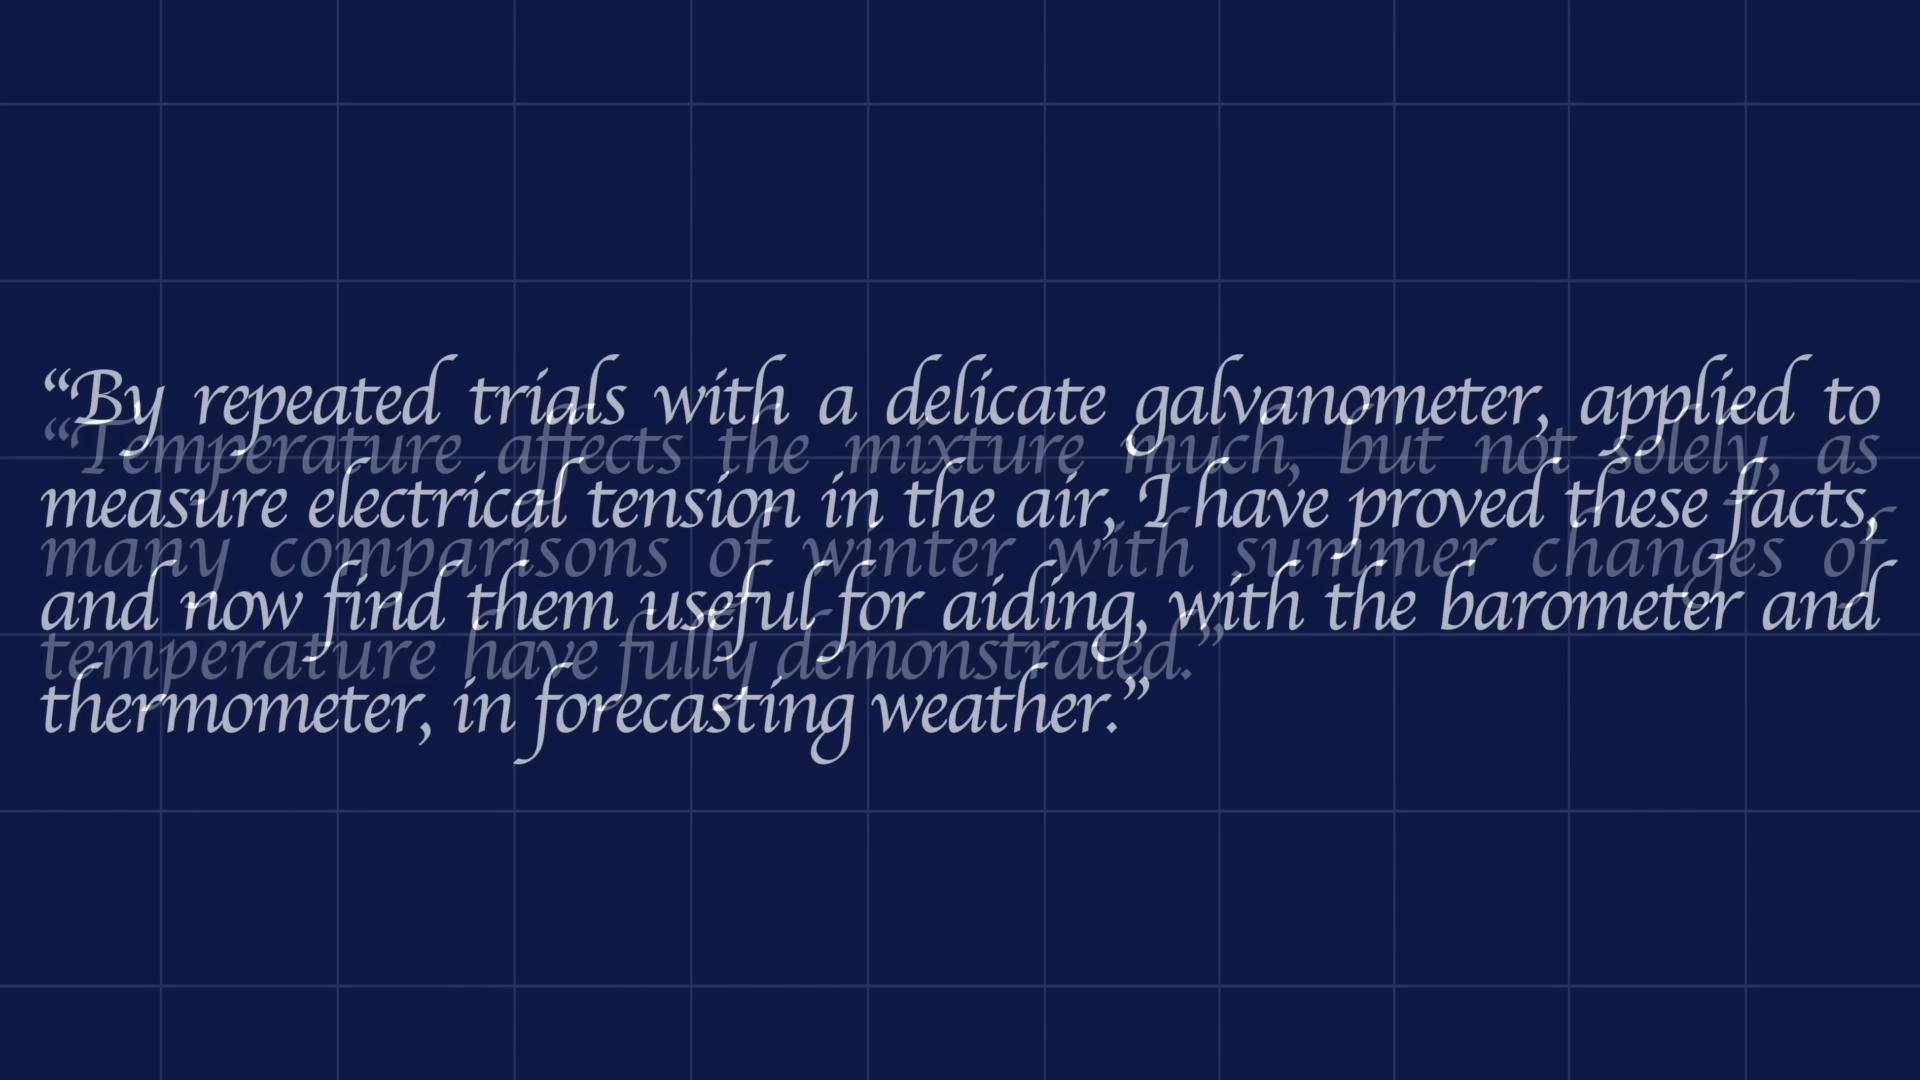 “By repeated trials with a delicate galvanometer, applied to
“Temperature affects the mixture much, but not solely, as
measure electrical tension in the air, I have proved these facts,
many comparisons of winter with summer changes of
and now find them useful for aiding, with the barometer and
temperature have fully demonstrated.”
thermometer, in forecasting weather.”